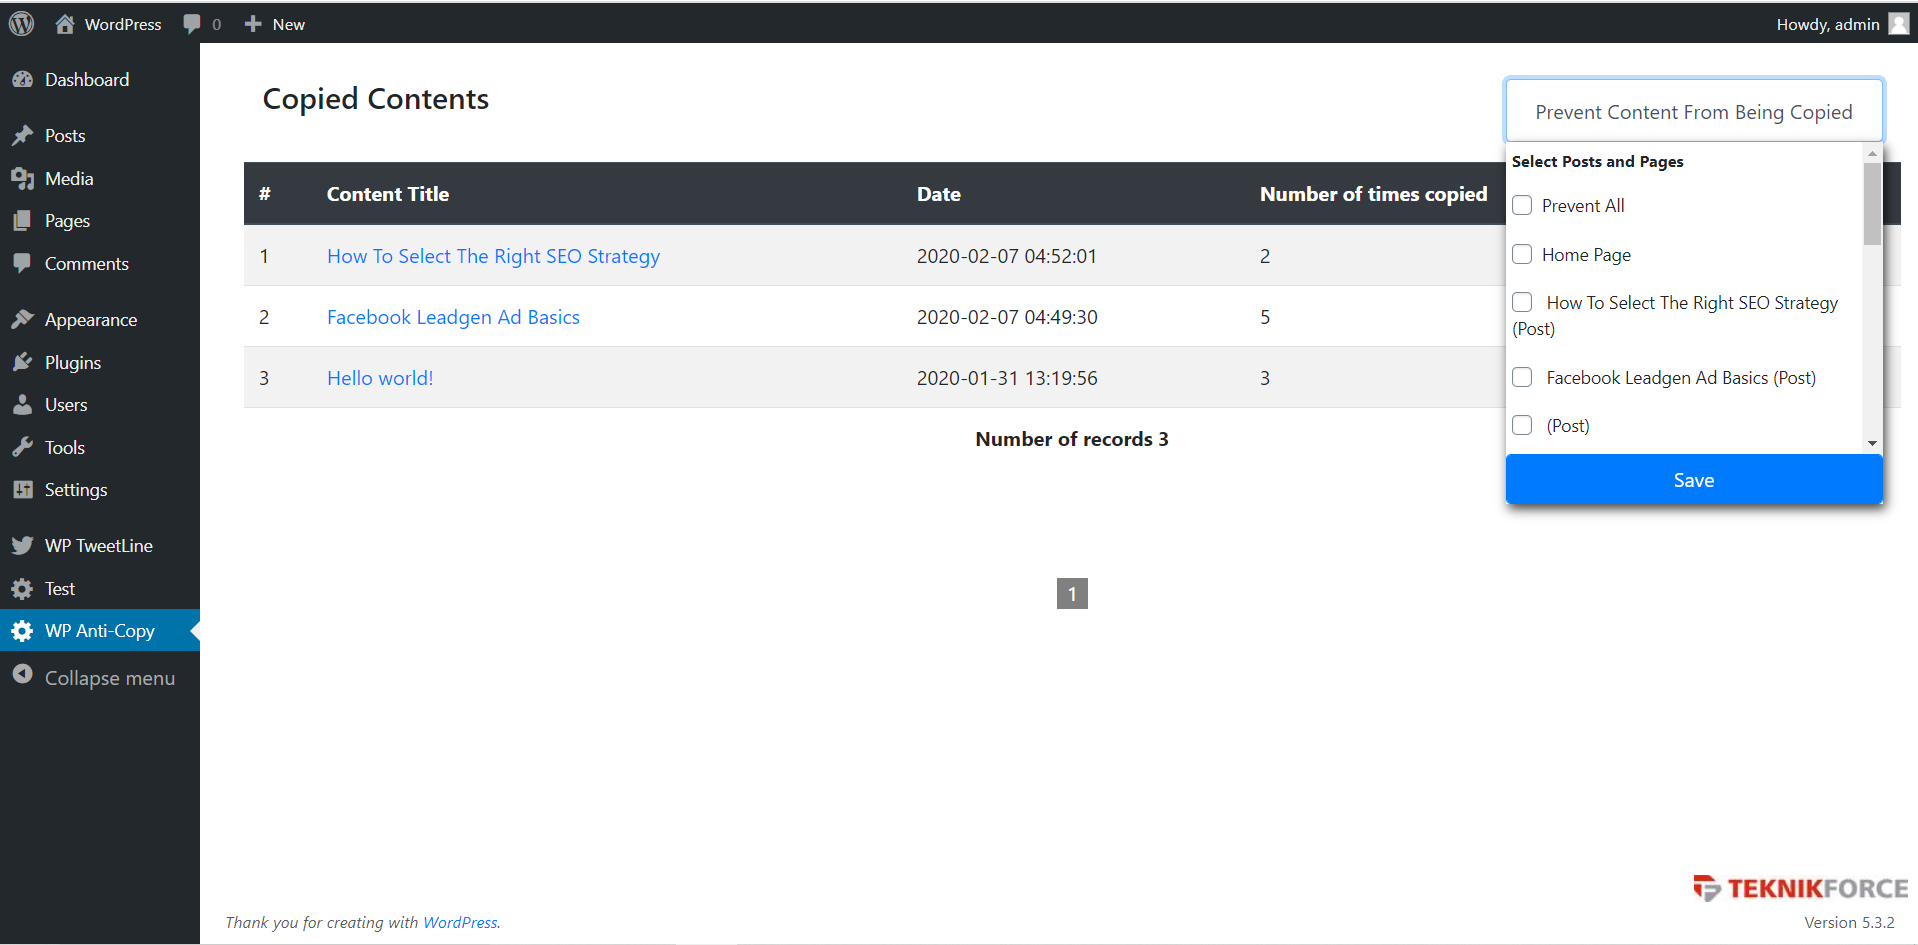 WordPress 0 New Howdy, admin
Dashboard
Posts
Media
Pages
Comments
Appearance
Plugins
Users
Tools
Settings
WP TweetLine
Test
WP Anti-Copy
Collapse menu
Copied Contents
Prevent Content From Being Copied
# Content Title Date Number of times copied
1 How To Select The Right SEO Strategy 2020-02-07 04:52:01 2
2 Facebook Leadgen Ad Basics 2020-02-07 04:49:30 5
3 Hello world! 2020-01-31 13:19:56 3
Number of records 3
Select Posts and Pages
Prevent All
Home Page
How To Select The Right SEO Strategy
(Post)
Facebook Leadgen Ad Basics (Post)
(Post)
Save
1
TEKNIKFORCE
Thank you for creating with WordPress.
Version 5.3.2